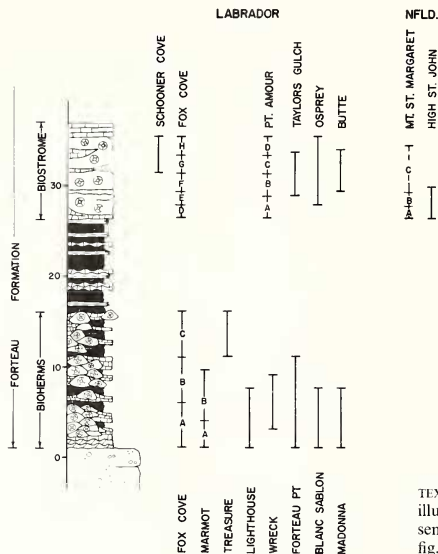 LABRADOR
NFLD.
SCHOONER COVE
FOX COVE
PT. AMOUR
TAYLORS GULCH
OSPREY
BUTTE
MT. ST. MARGARET
HIGH ST. JOHN
FORTEAU FORMATION
BIOSTROME
BIOHERMS
30
20
10
0
H
G
F
E
D
D
C
B
A
I
C
I
B
A
C
B
A
B
A
FOX COVE
MARMOT
TREASURE
LIGHTHOUSE
WRECK
FORTEAU PT
BLANC SABLON
MADONNA
TEX
illu
sen
fig.